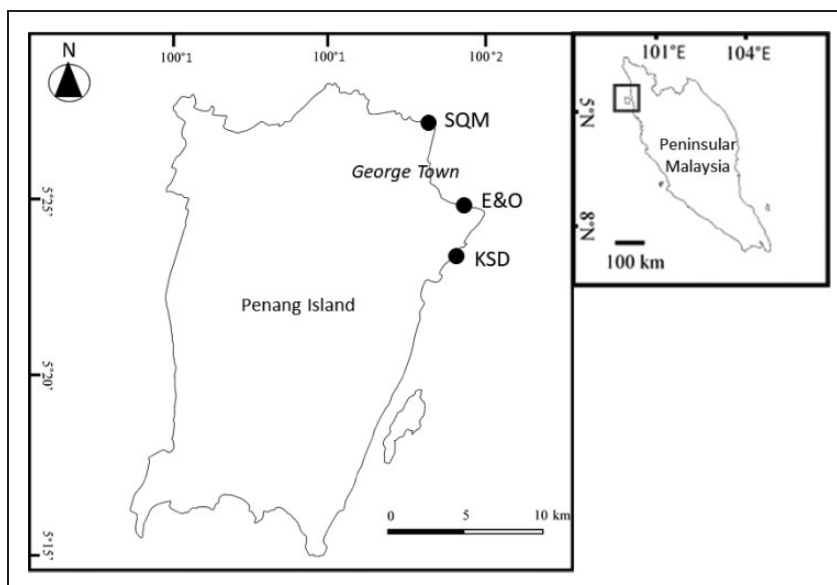 N
100°1
100°1
100°2
SQM
George Town
5°25'
E&O
KSD
Penang Island
5°20'
0 5 10 km
5°15'
101°E 104°E
5°N
Peninsular
Malaysia
8°N
100 km